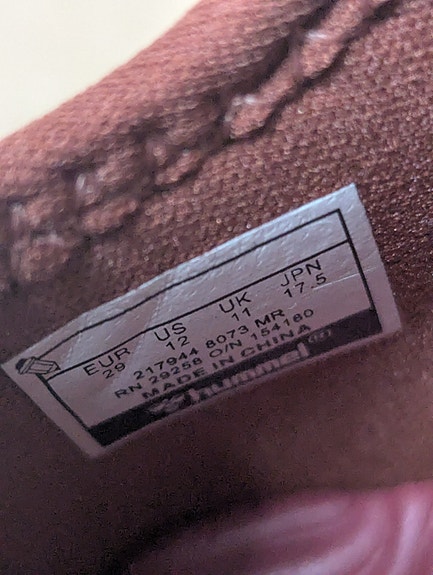 EUR US UK JPN
29 12 11 17.5
217944 8073 MR
RN 29258 O/N 154160
MADE IN CHINA
hummel